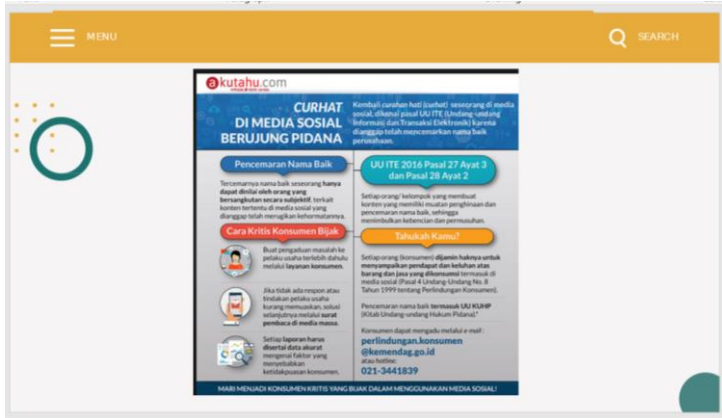 MENU
SEARCH
akutahu.com
CURHAT
DI MEDIA SOSIAL
BERUJUNG PIDANA
Kembali curahan hati (curhat) seseorang di media
sosial, dikenai pasal UU ITE (Undang-undang
Informasi dan Transaksi Elektronik) karena
dianggap telah mencemarkan nama baik
perusahaan.
Pencemaran Nama Baik
Tercemarnya nama baik seseorang hanya
dapat dinilai oleh orang yang
bersangkutan secara subjektif, terkait
konten tertentu di media sosial yang
dianggap telah merugikan kehormatannya.
UU ITE 2016 Pasal 27 Ayat 3
dan Pasal 28 Ayat 2
Setiap orang/ kelompok yang membuat
konten yang memiliki muatan penghinaan dan
pencemaran nama baik, sehingga
menimbulkan kebencian dan permusuhan.
Cara Kritis Konsumen Bijak
Buat pengaduan masalah ke
pelaku usaha terlebih dahulu
melalui layanan konsumen.
Jika tidak ada respon atau
tindakan pelaku usaha
kurang memuaskan, solusi
selanjutnya melalui surat
pembaca di media massa.
Setiap laporan harus
disertai data akurat
mengenai faktor yang
menyebabkan
ketidakpuasan konsumen.
Tahukah Kamu?
Setiap orang (konsumen) dijamin haknya untuk
menyampaikan pendapat dan keluhan atas
barang dan jasa yang dikonsumsi termasuk di
media sosial (Pasal 4 Undang-Undang No. 8
Tahun 1999 tentang Perlindungan Konsumen).
Pencemaran nama baik termasuk UU KUHP
(Kitab Undang-undang Hukum Pidana)."
Konsumen dapat mengadu melalui e-mail :
perlindungan.konsumen
@kemendag.go.id
atau hotline:
021-3441839
MARI MENJADI KONSUMEN KRITIS YANG BIJAK DALAM MENGGUNAKAN MEDIA SOSIAL!